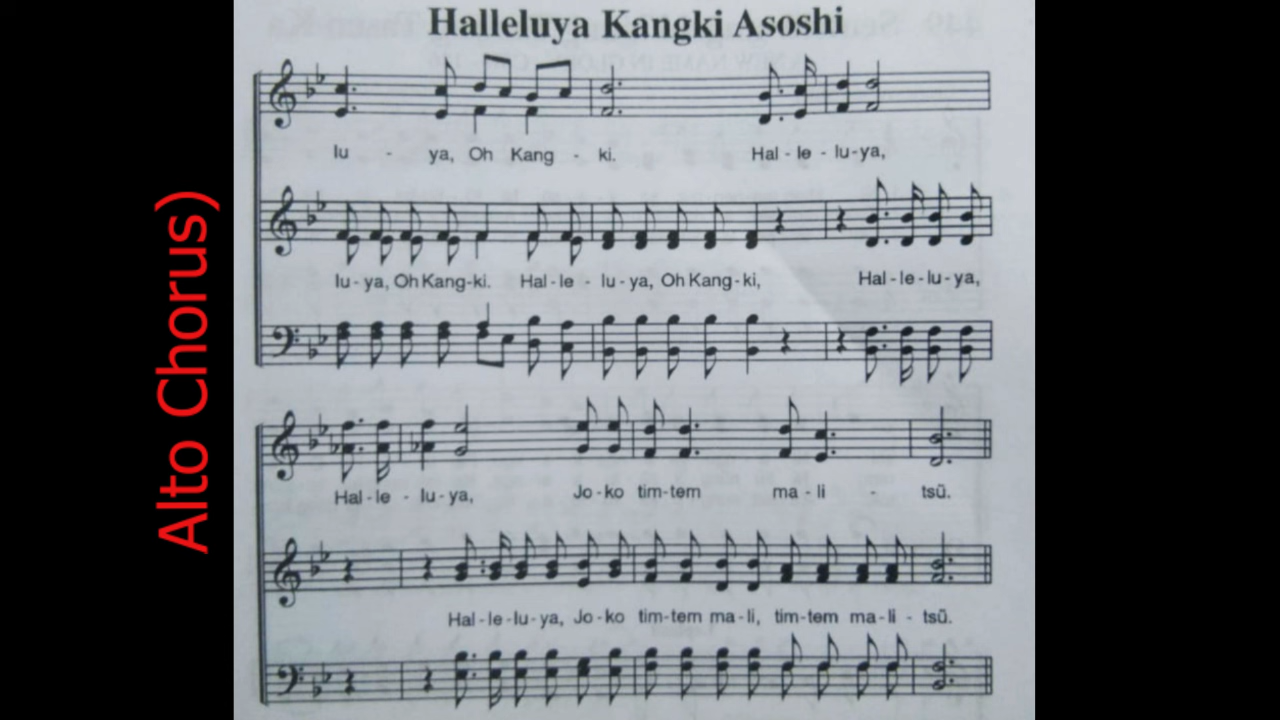 Halleluya Kangki Asoshi
Alto Chorus)
lu - ya, Oh Kang - ki. Hal - le - lu - ya,
lu - ya, Oh Kang - ki. Hal - le - lu - ya, Oh Kang - ki, Hal - le - lu - ya,
Hal - le - lu - ya, Jo - ko tim - tem ma - li tsü.
Hal - le - lu - ya, Jo - ko tim - tem ma - li, tim - tem ma - li - tsü.